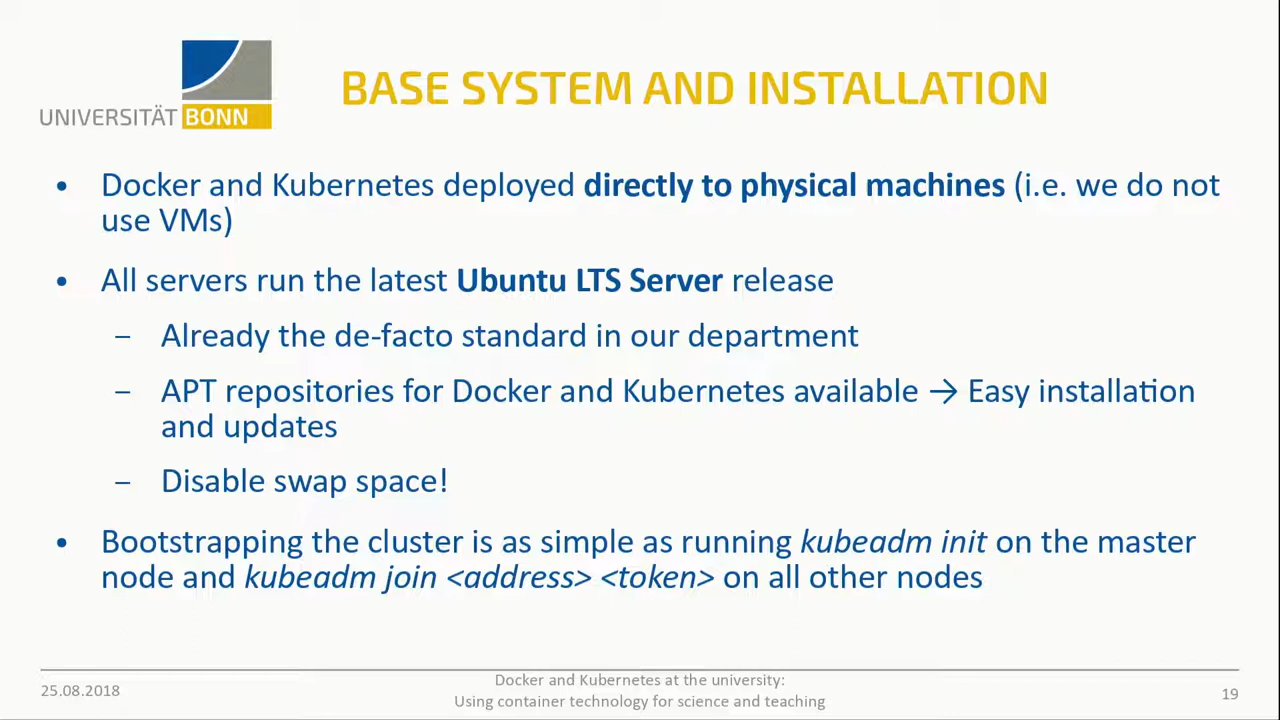 UNIVERSITÄT BONN
BASE SYSTEM AND INSTALLATION
• Docker and Kubernetes deployed directly to physical machines (i.e. we do not
use VMs)
• All servers run the latest Ubuntu LTS Server release
– Already the de-facto standard in our department
– APT repositories for Docker and Kubernetes available → Easy installation
and updates
– Disable swap space!
• Bootstrapping the cluster is as simple as running kubeadm init on the master
node and kubeadm join <address> <token> on all other nodes
25.08.2018
Docker and Kubernetes at the university:
Using container technology for science and teaching
19